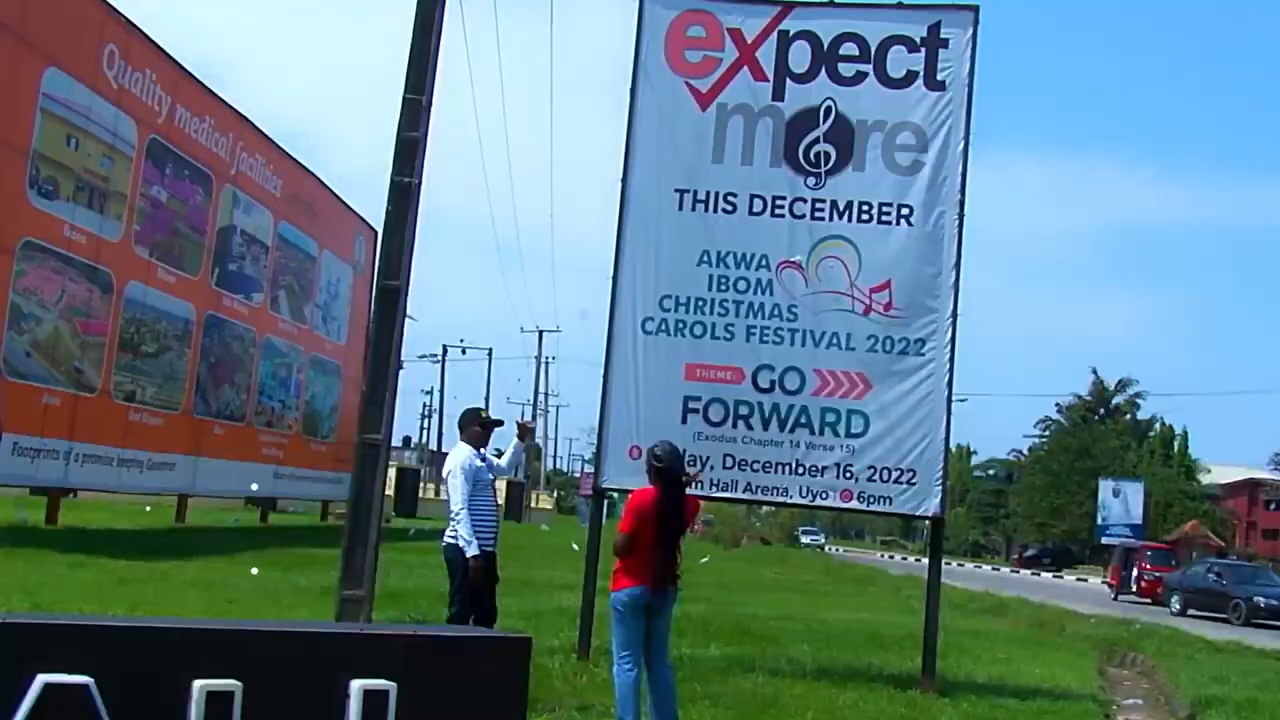 Quality medical facilities
Footprints of a promise keeping Governor
expect
more
THIS DECEMBER
AKWA
IBOM
CHRISTMAS
CAROLS FESTIVAL 2022
THEME:
GO
FORWARD
(Exodus Chapter 14 Verse 15)
ay, December 16, 2022
m Hall Arena, Uyo 6pm